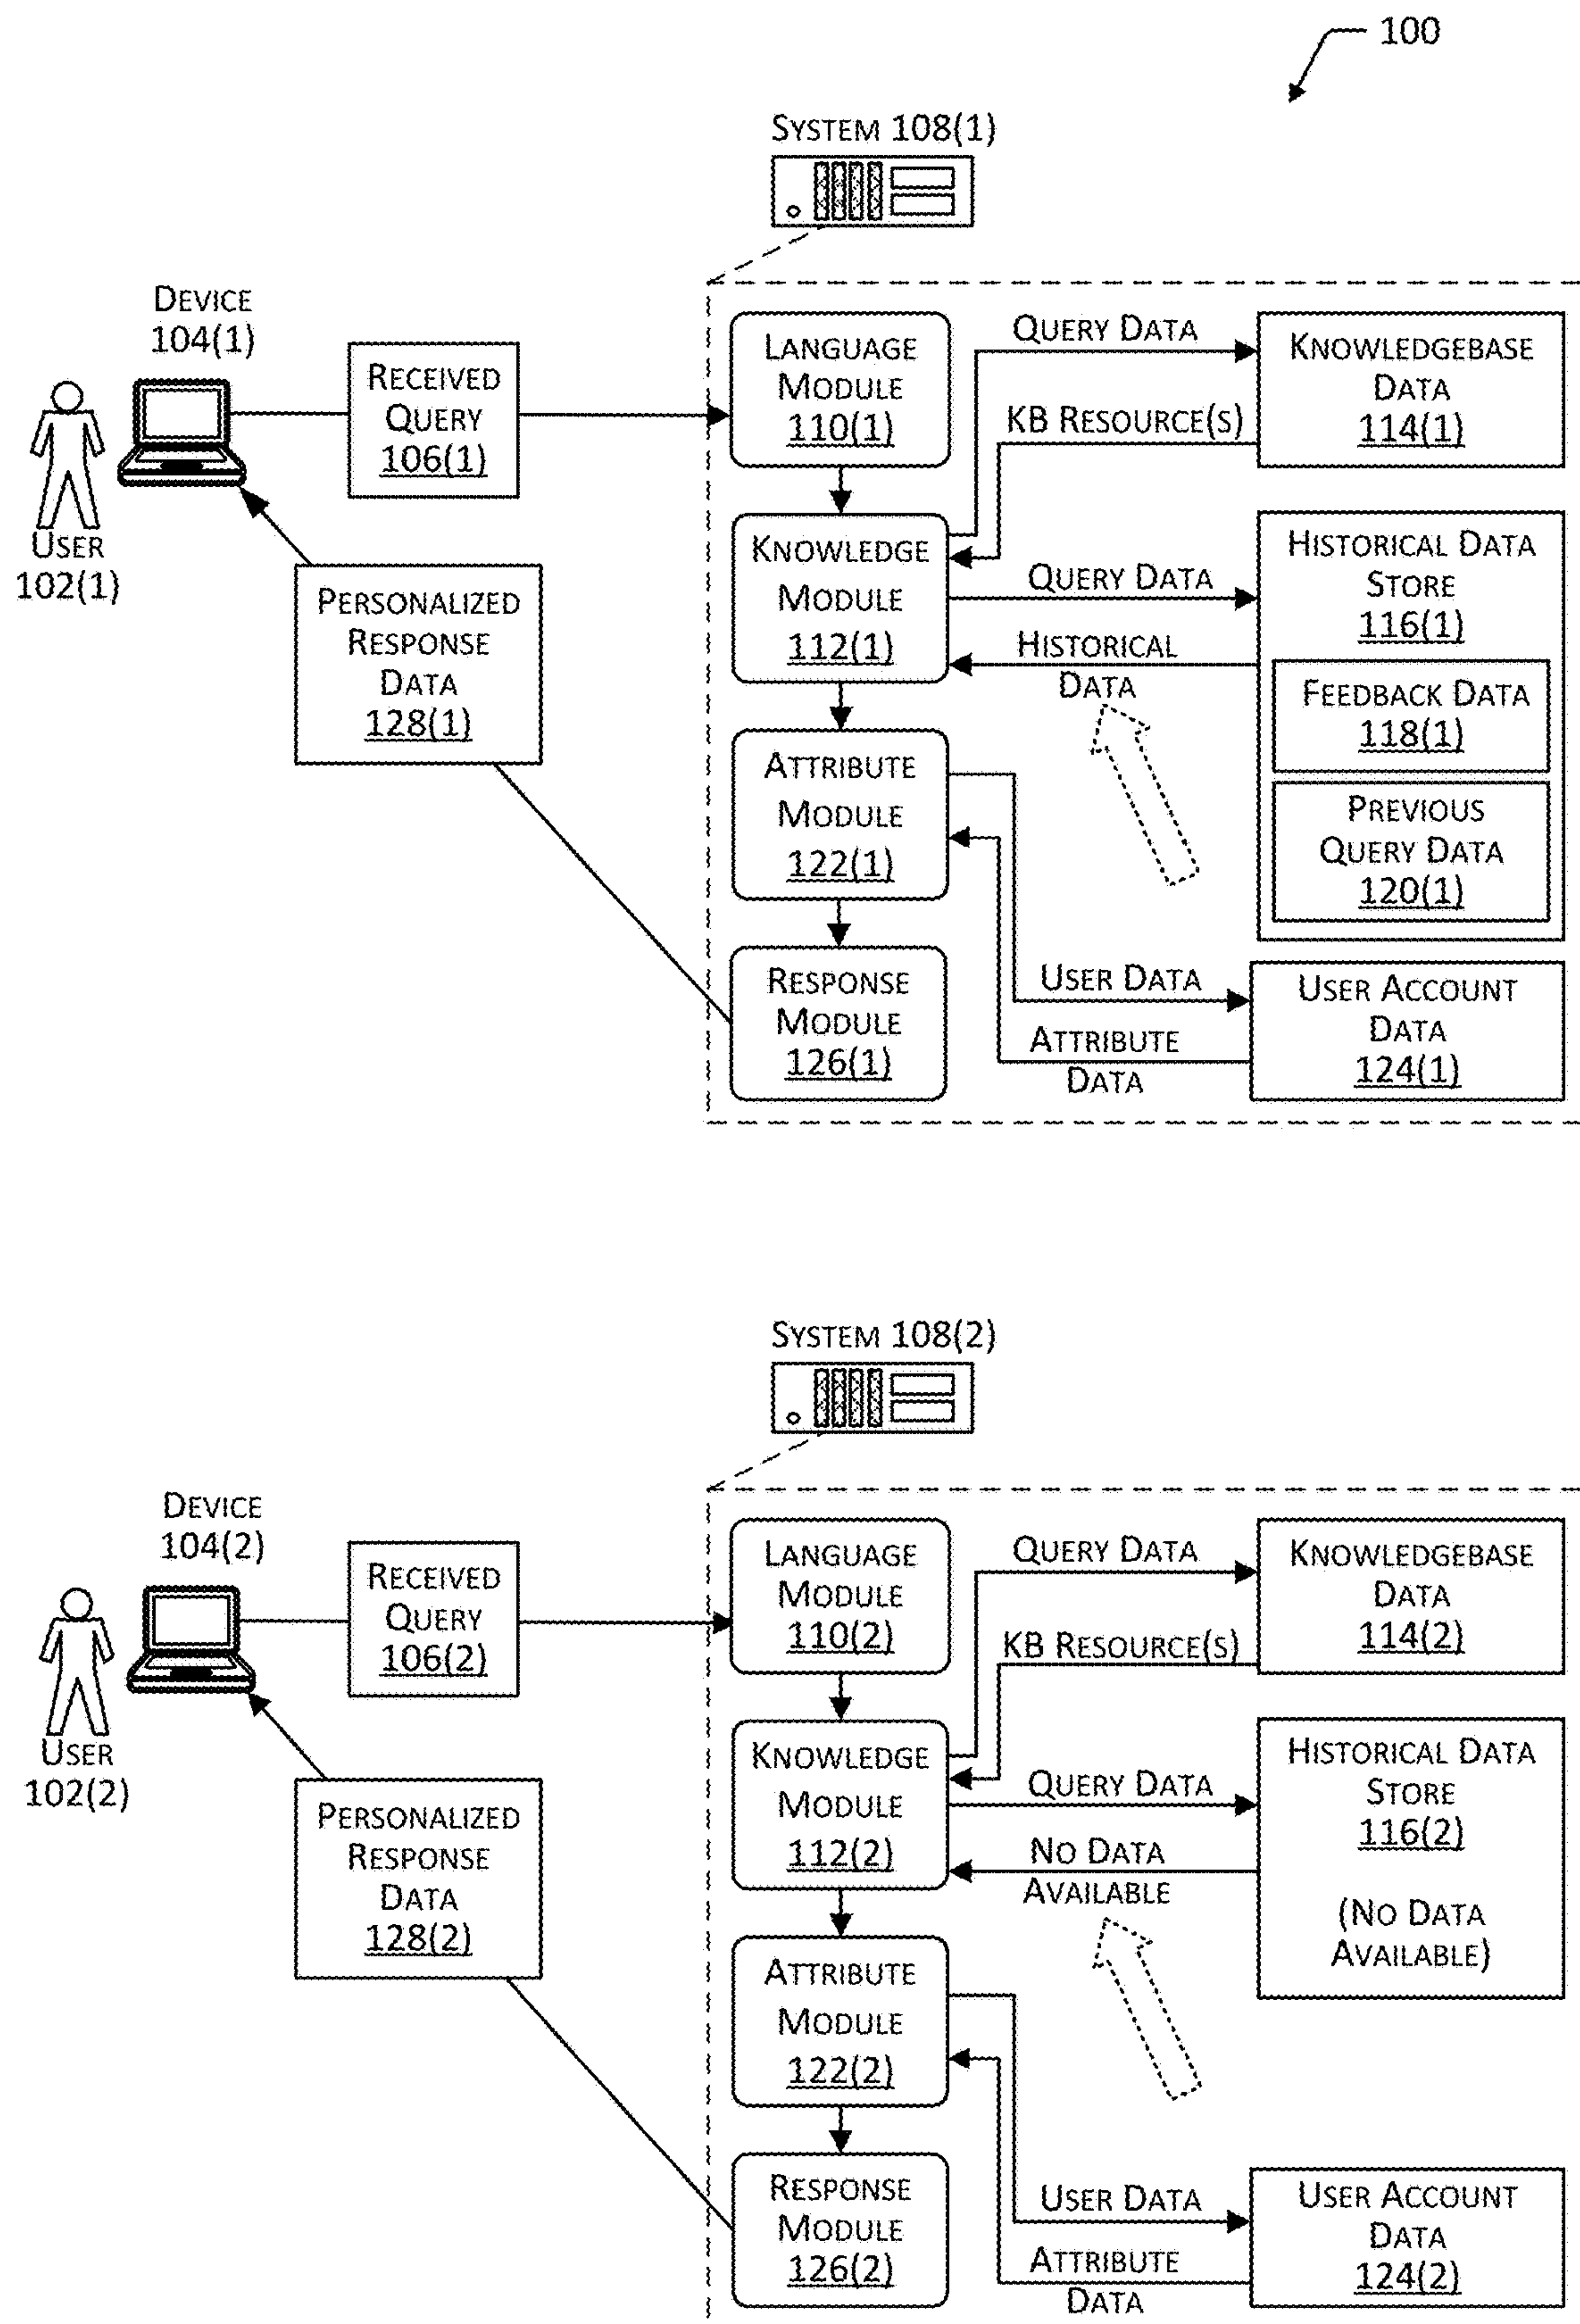 100
SYSTEM 108(1)
DEVICE
104(1)
USER
102(1)
RECEIVED
QUERY
106(1)
PERSONALIZED
RESPONSE
DATA
128(1)
LANGUAGE
MODULE
110(1)
KNOWLEDGE
MODULE
112(1)
ATTRIBUTE
MODULE
122(1)
RESPONSE
MODULE
126(1)
QUERY DATA
KB RESOURCE(S)
QUERY DATA
HISTORICAL
DATA
USER DATA
ATTRIBUTE
DATA
KNOWLEDGEBASE
DATA
114(1)
HISTORICAL DATA
STORE
116(1)
FEEDBACK DATA
118(1)
PREVIOUS
QUERY DATA
120(1)
USER ACCOUNT
DATA
124(1)
SYSTEM 108(2)
DEVICE
104(2)
USER
102(2)
RECEIVED
QUERY
106(2)
PERSONALIZED
RESPONSE
DATA
128(2)
LANGUAGE
MODULE
110(2)
KNOWLEDGE
MODULE
112(2)
ATTRIBUTE
MODULE
122(2)
RESPONSE
MODULE
126(2)
QUERY DATA
KB RESOURCE(S)
QUERY DATA
NO DATA
AVAILABLE
USER DATA
ATTRIBUTE
DATA
KNOWLEDGEBASE
DATA
114(2)
HISTORICAL DATA
STORE
116(2)
(NO DATA
AVAILABLE)
USER ACCOUNT
DATA
124(2)